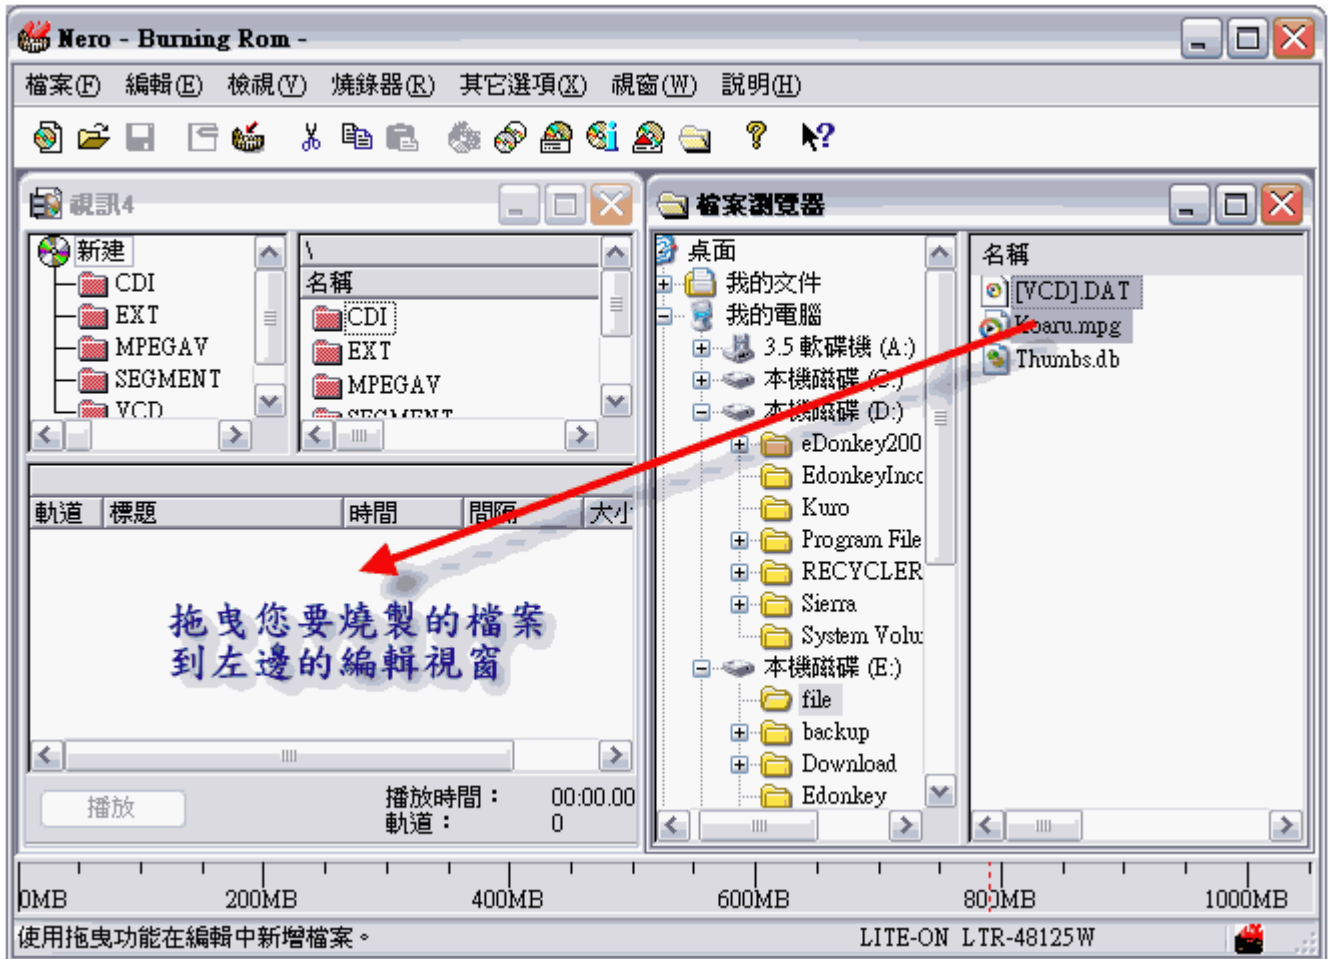 Nero - Burning Rom -
檔案(F) 編輯(E) 檢視(V) 燒錄器(R) 其它選項(X) 視窗(W) 說明(H)
視訊4
新建
CDI
EXT
MPEGAV
SEGMENT
VCD
\
名稱
CDI
EXT
MPEGAV
SEGMENT
軌道 標題 時間 間隔 大小
拖曳您要燒製的檔案
到左邊的編輯視窗
播放
播放時間： 00:00.00
軌道： 0
檔案瀏覽器
桌面
我的文件
我的電腦
3.5 軟碟機 (A:)
本機磁碟 (C:)
本機磁碟 (D:)
eDonkey200
EdonkeyInco
Kuro
Program File
RECYCLER
Sierra
System Volu
本機磁碟 (E:)
file
backup
Download
Edonkey
名稱
[VCD].DAT
Koaru.mpg
Thumbs.db
0MB 200MB 400MB 600MB 800MB 1000MB
使用拖曳功能在編輯中新增檔案。 LITE-ON LTR-48125W